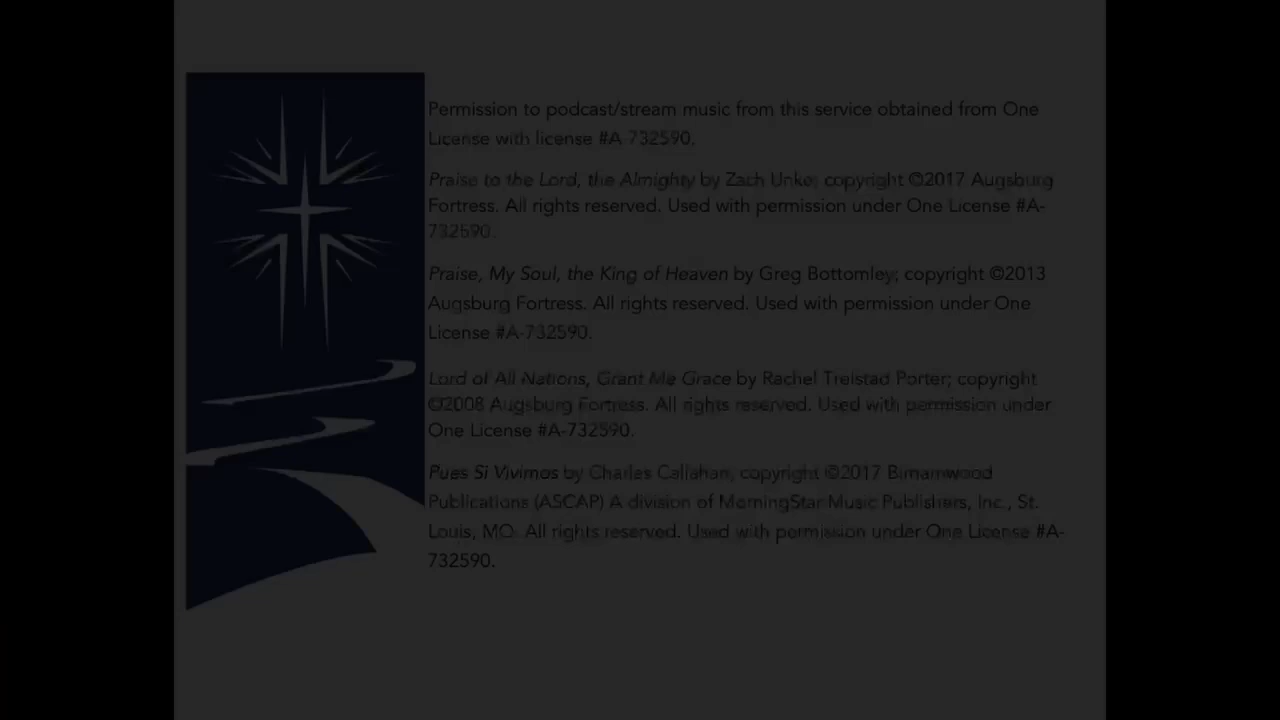 Permission to podcast/stream music from this service obtained from One
License with license #A-732590.
Praise to the Lord, the Almighty by Zach Unke; copyright ©2017 Augsburg
Fortress. All rights reserved. Used with permission under One License #A-
732590.
Praise, My Soul, the King of Heaven by Greg Bottomley; copyright ©2013
Augsburg Fortress. All rights reserved. Used with permission under One
License #A-732590.
Lord of All Nations, Grant Me Grace by Rachel Trelstad Porter; copyright
©2008 Augsburg Fortress. All rights reserved. Used with permission under
One License #A-732590.
Pues Si Vivimos by Charles Callahan; copyright ©2017 Birnamwood
Publications (ASCAP) A division of MorningStar Music Publishers, Inc., St.
Louis, MO. All rights reserved. Used with permission under One License #A-
732590.